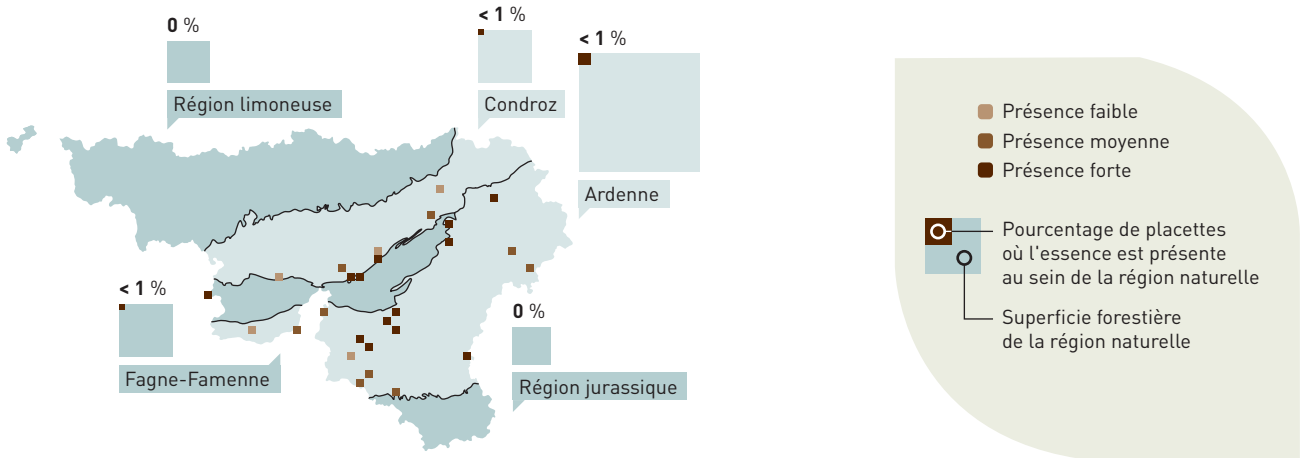 0 %
Région limoneuse
< 1 %
Condroz
< 1 %
Ardenne
< 1 %
Fagne-Famenne
0 %
Région jurassique
Présence faible
Présence moyenne
Présence forte
Pourcentage de placettes
où l'essence est présente
au sein de la région naturelle
Superficie forestière
de la région naturelle